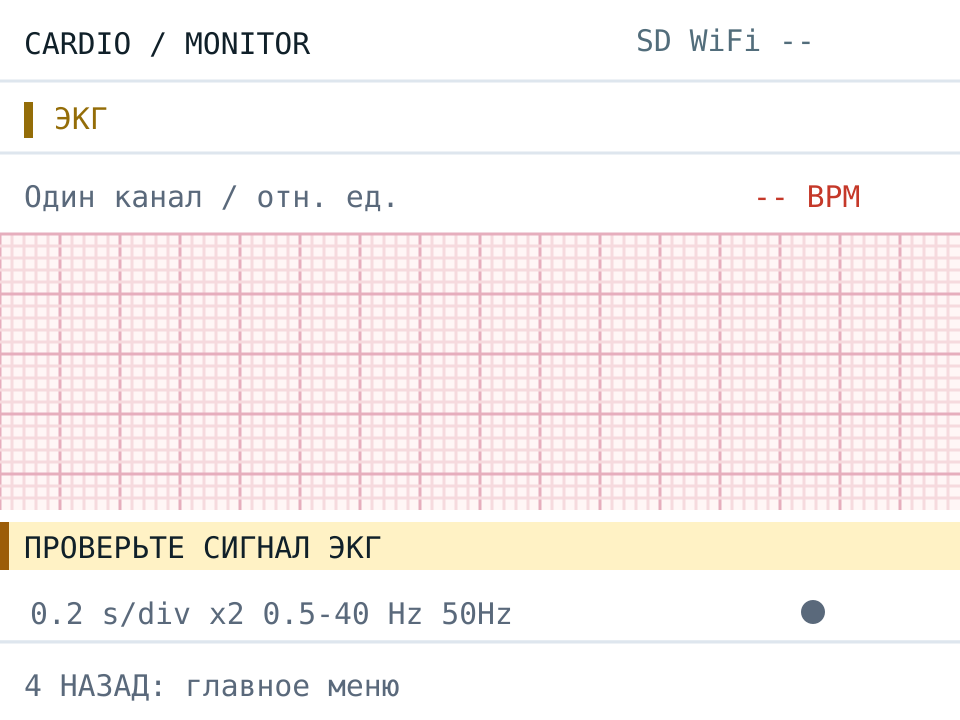 CARDIO / MONITOR
SD WiFi --
ЭКГ
Один канал / отн. ед.
-- BPM
ПРОВЕРЬТЕ СИГНАЛ ЭКГ
0.2 s/div x2 0.5-40 Hz 50Hz
4 НАЗАД: главное меню